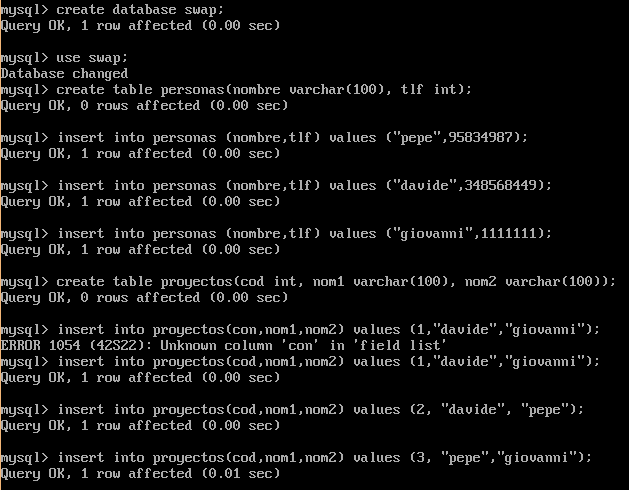 mysql> create database swap;
Query OK, 1 row affected (0.00 sec)
mysql> use swap;
Database changed
mysql> create table personas(nombre varchar(100), tlf int);
Query OK, 0 rows affected (0.00 sec)
mysql> insert into personas (nombre,tlf) values ("pepe",95834987);
Query OK, 1 row affected (0.00 sec)
mysql> insert into personas (nombre,tlf) values ("davide",348568449);
Query OK, 1 row affected (0.00 sec)
mysql> insert into personas (nombre,tlf) values ("giovanni",1111111);
Query OK, 1 row affected (0.00 sec)
mysql> create table proyectos(cod int, nom1 varchar(100), nom2 varchar(100));
Query OK, 0 rows affected (0.00 sec)
mysql> insert into proyectos(con,nom1,nom2) values (1,"davide","giovanni");
ERROR 1054 (42S22): Unknown column 'con' in 'field list'
mysql> insert into proyectos(cod,nom1,nom2) values (1,"davide","giovanni");
Query OK, 1 row affected (0.00 sec)
mysql> insert into proyectos(cod,nom1,nom2) values (2, "davide", "pepe");
Query OK, 1 row affected (0.00 sec)
mysql> insert into proyectos(cod,nom1,nom2) values (3, "pepe","giovanni");
Query OK, 1 row affected (0.01 sec)